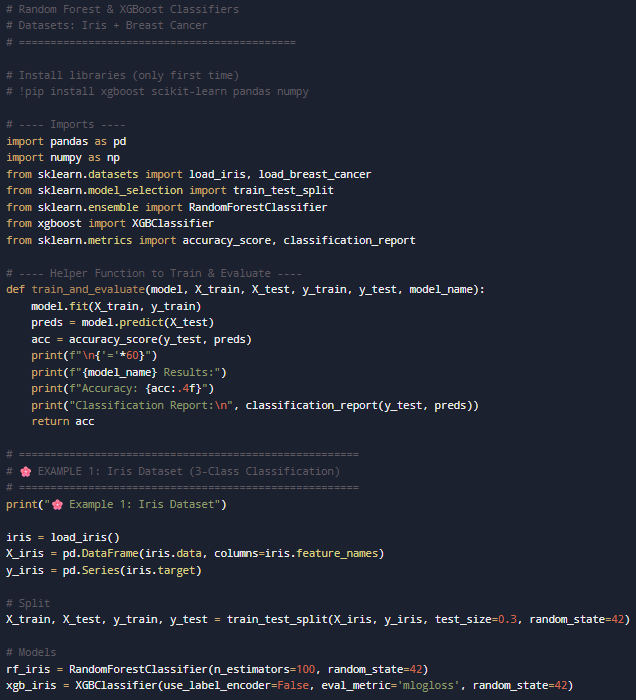 # Random Forest & XGBoost Classifiers
# Datasets: Iris + Breast Cancer
# ============================================
# Install libraries (only first time)
# !pip install xgboost scikit-learn pandas numpy
# ---- Imports ----
import pandas as pd
import numpy as np
from sklearn.datasets import load_iris, load_breast_cancer
from sklearn.model_selection import train_test_split
from sklearn.ensemble import RandomForestClassifier
from xgboost import XGBClassifier
from sklearn.metrics import accuracy_score, classification_report
# ---- Helper Function to Train & Evaluate ----
def train_and_evaluate(model, X_train, X_test, y_train, y_test, model_name):
    model.fit(X_train, y_train)
    preds = model.predict(X_test)
    acc = accuracy_score(y_test, preds)
    print(f"\n{'='*60}")
    print(f"{model_name} Results:")
    print(f"Accuracy: {acc:.4f}")
    print("Classification Report:\n", classification_report(y_test, preds))
    return acc
# ======================================================
# 🌸 EXAMPLE 1: Iris Dataset (3-Class Classification)
# ======================================================
print("🌸 Example 1: Iris Dataset")
iris = load_iris()
X_iris = pd.DataFrame(iris.data, columns=iris.feature_names)
y_iris = pd.Series(iris.target)
# Split
X_train, X_test, y_train, y_test = train_test_split(X_iris, y_iris, test_size=0.3, random_state=42)
# Models
rf_iris = RandomForestClassifier(n_estimators=100, random_state=42)
xgb_iris = XGBClassifier(use_label_encoder=False, eval_metric='mlogloss', random_state=42)